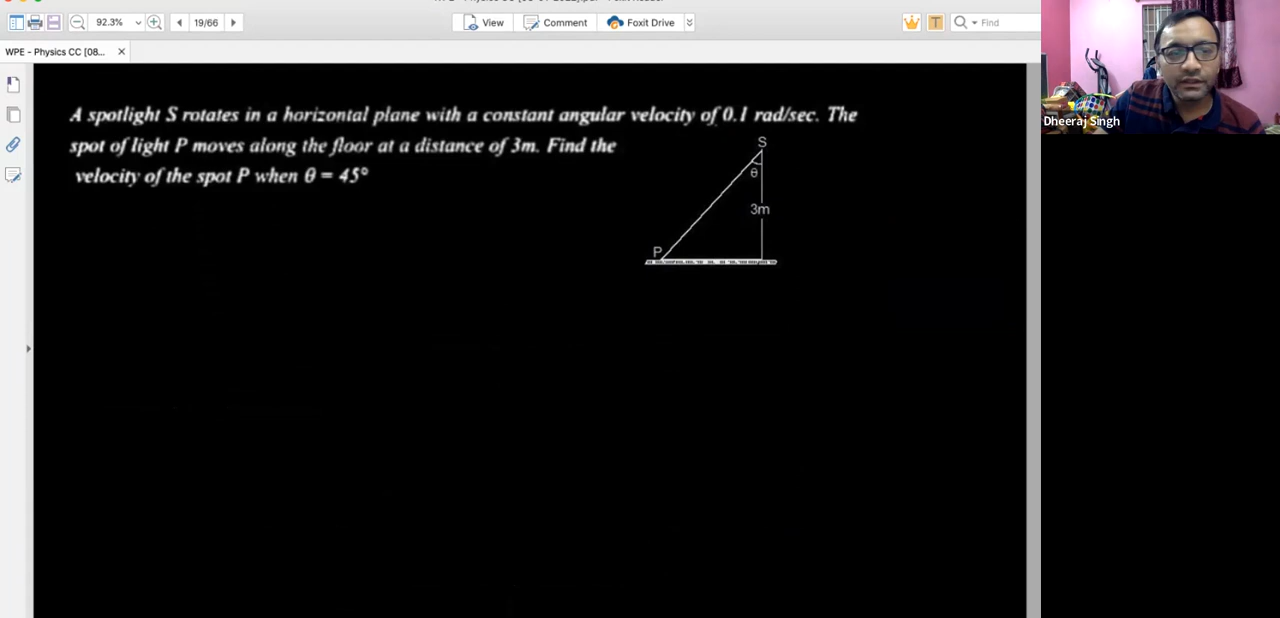 92.3%
19/66
View
Comment
Foxit Drive
T
Find
WPE - Physics CC [08...
Dheeraj Singh
A spotlight S rotates in a horizontal plane with a constant angular velocity of 0.1 rad/sec. The
spot of light P moves along the floor at a distance of 3m. Find the
velocity of the spot P when θ = 45°
S
θ
3m
P